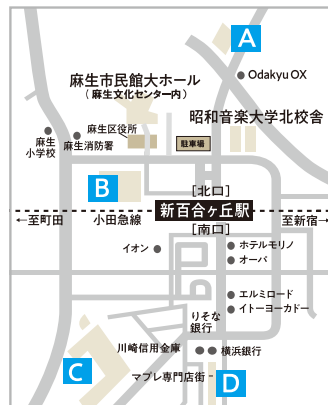 A
Odakyu OX
麻生市民館大ホール
(麻生文化センター内)
昭和音楽大学北校舎
麻生区役所
麻生
小学校
麻生消防署
駐車場
B
[北口]
新百合ヶ丘駅
←至町田
小田急線
至新宿→
[南口]
イオン
ホテルモリノ
オーパ
エルミロード
イトーヨーカドー
りそな
銀行
川崎信用金庫
横浜銀行
C
マプレ専門店街
D